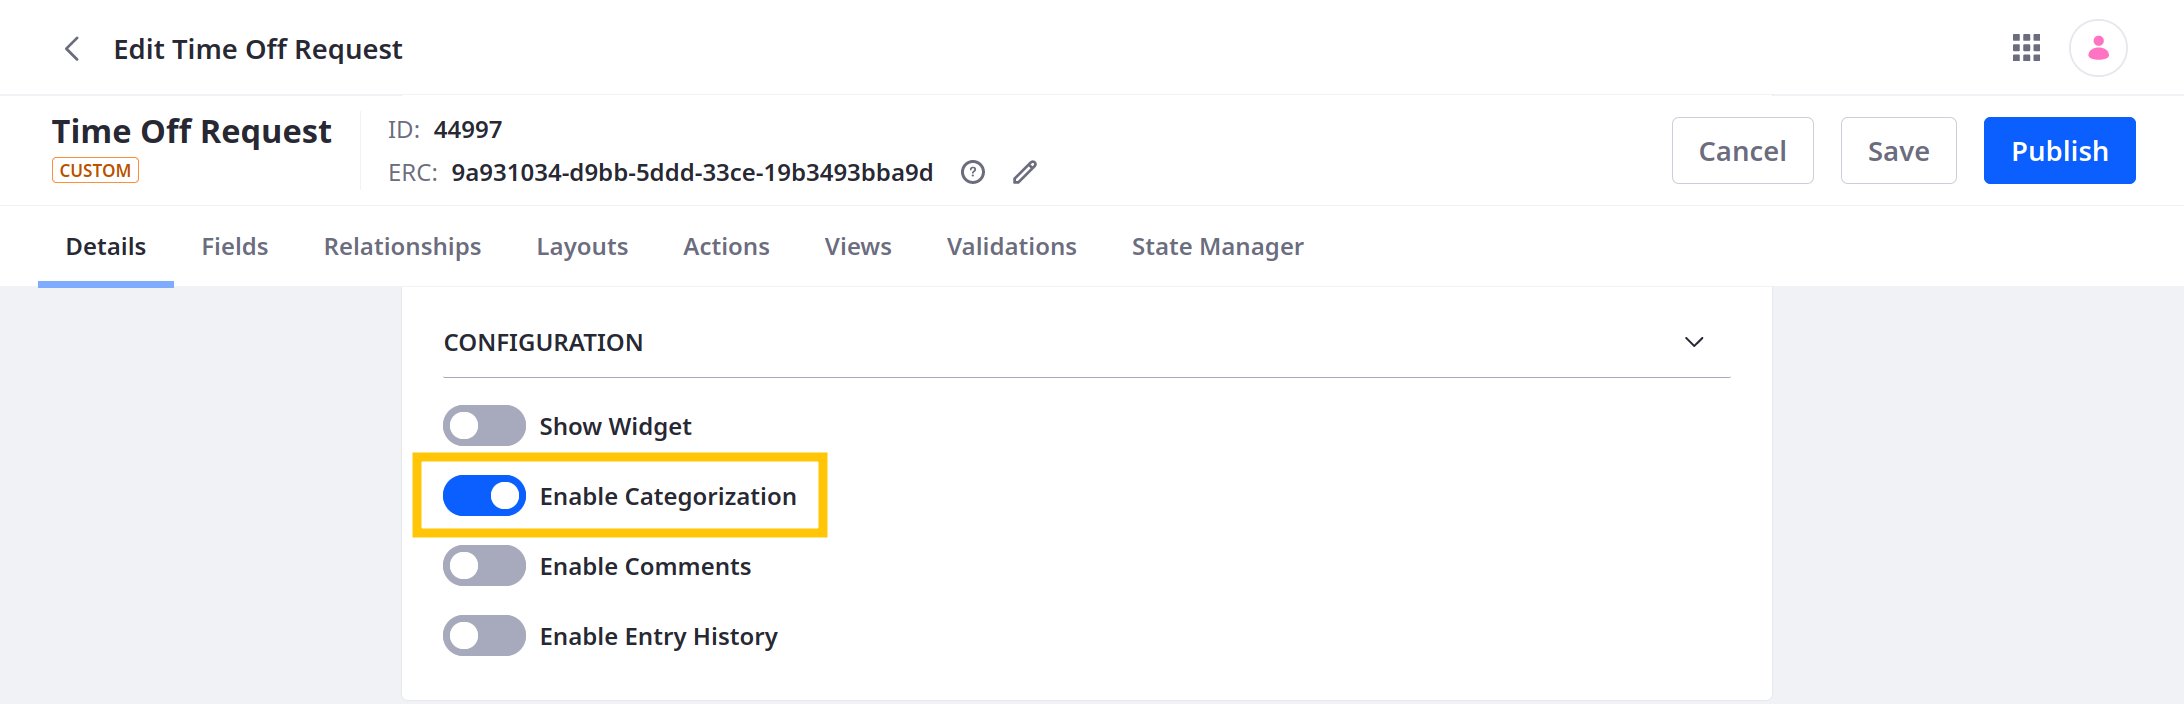 Edit Time Off Request
Time Off Request
CUSTOM
ID: 44997
ERC: 9a931034-d9bb-5ddd-33ce-19b3493bba9d
Cancel
Save
Publish
Details Fields Relationships Layouts Actions Views Validations State Manager
CONFIGURATION
Show Widget
Enable Categorization
Enable Comments
Enable Entry History